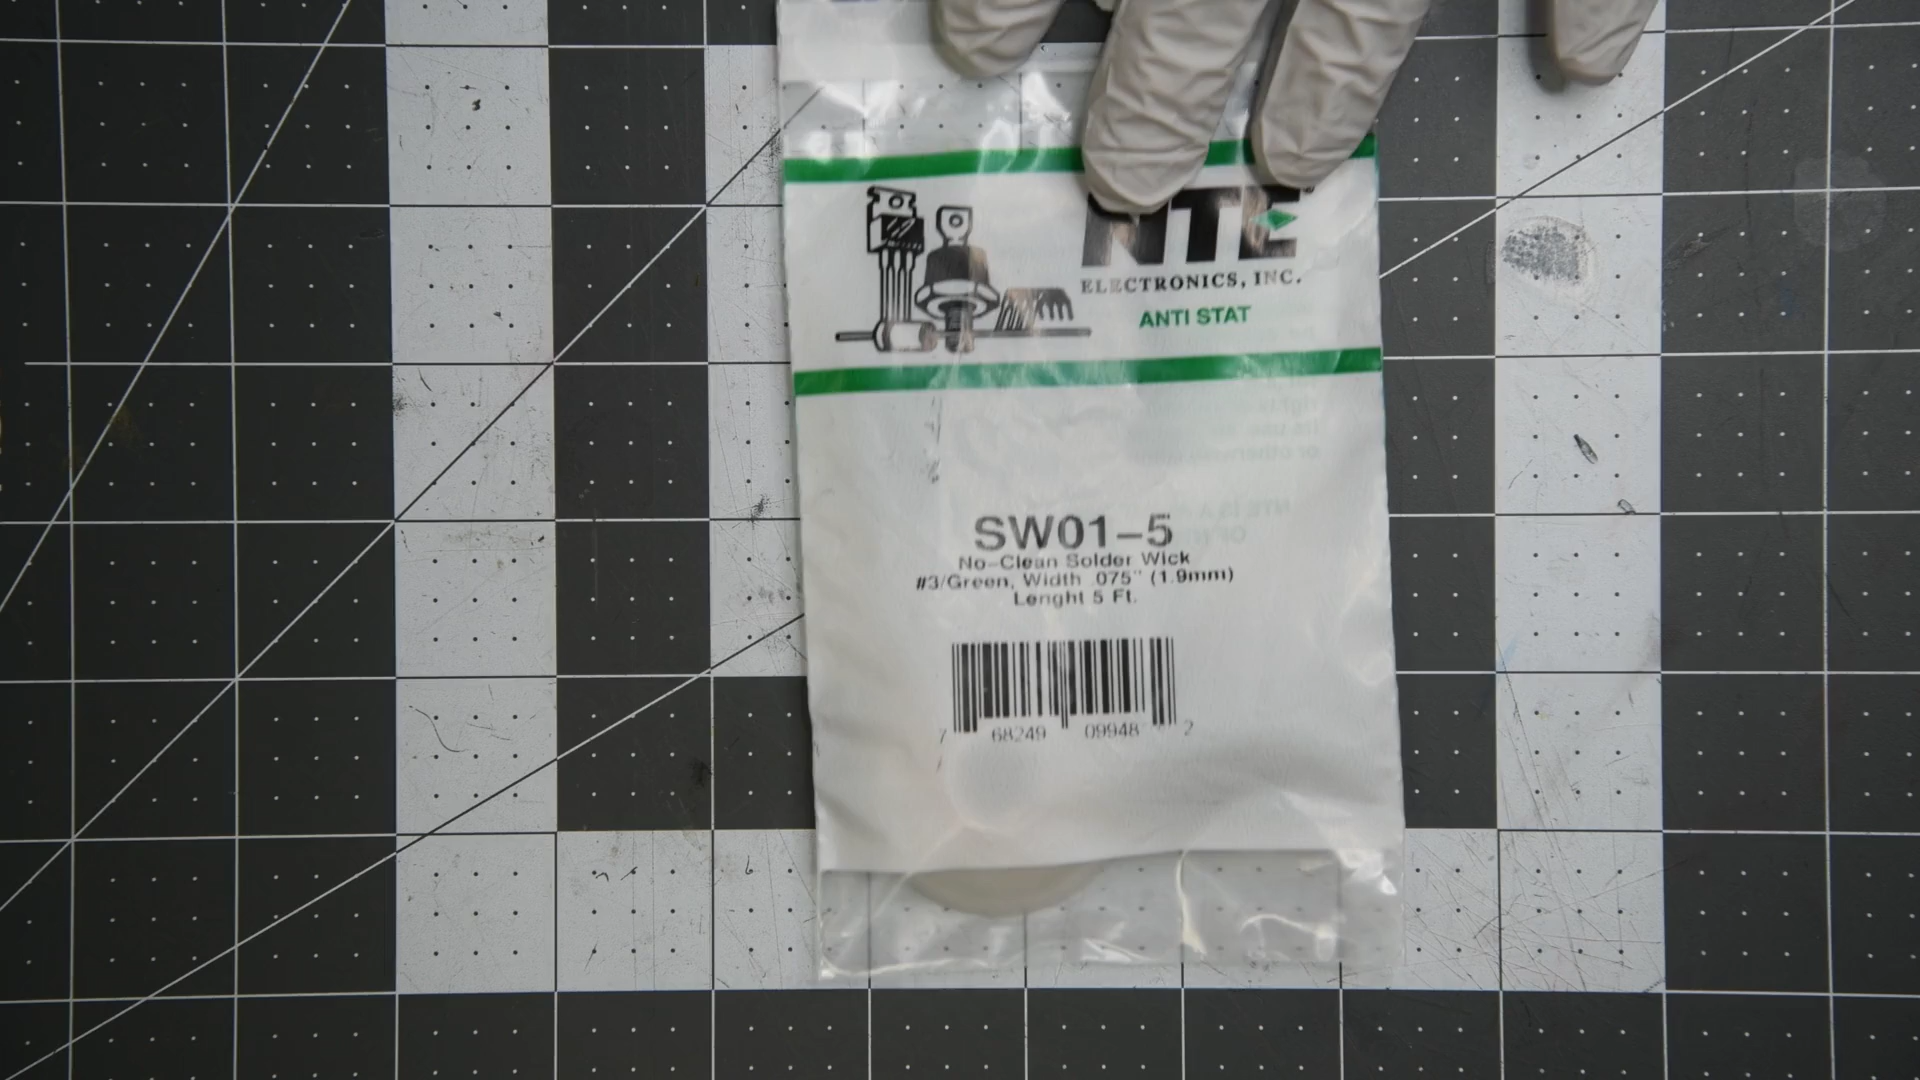 NTE
ELECTRONICS, INC.
ANTI STAT
SW01-5
No-Clean Solder Wick
#3/Green, Width .075" (1.9mm)
Lenght 5 Ft.
7 68249 09948 2